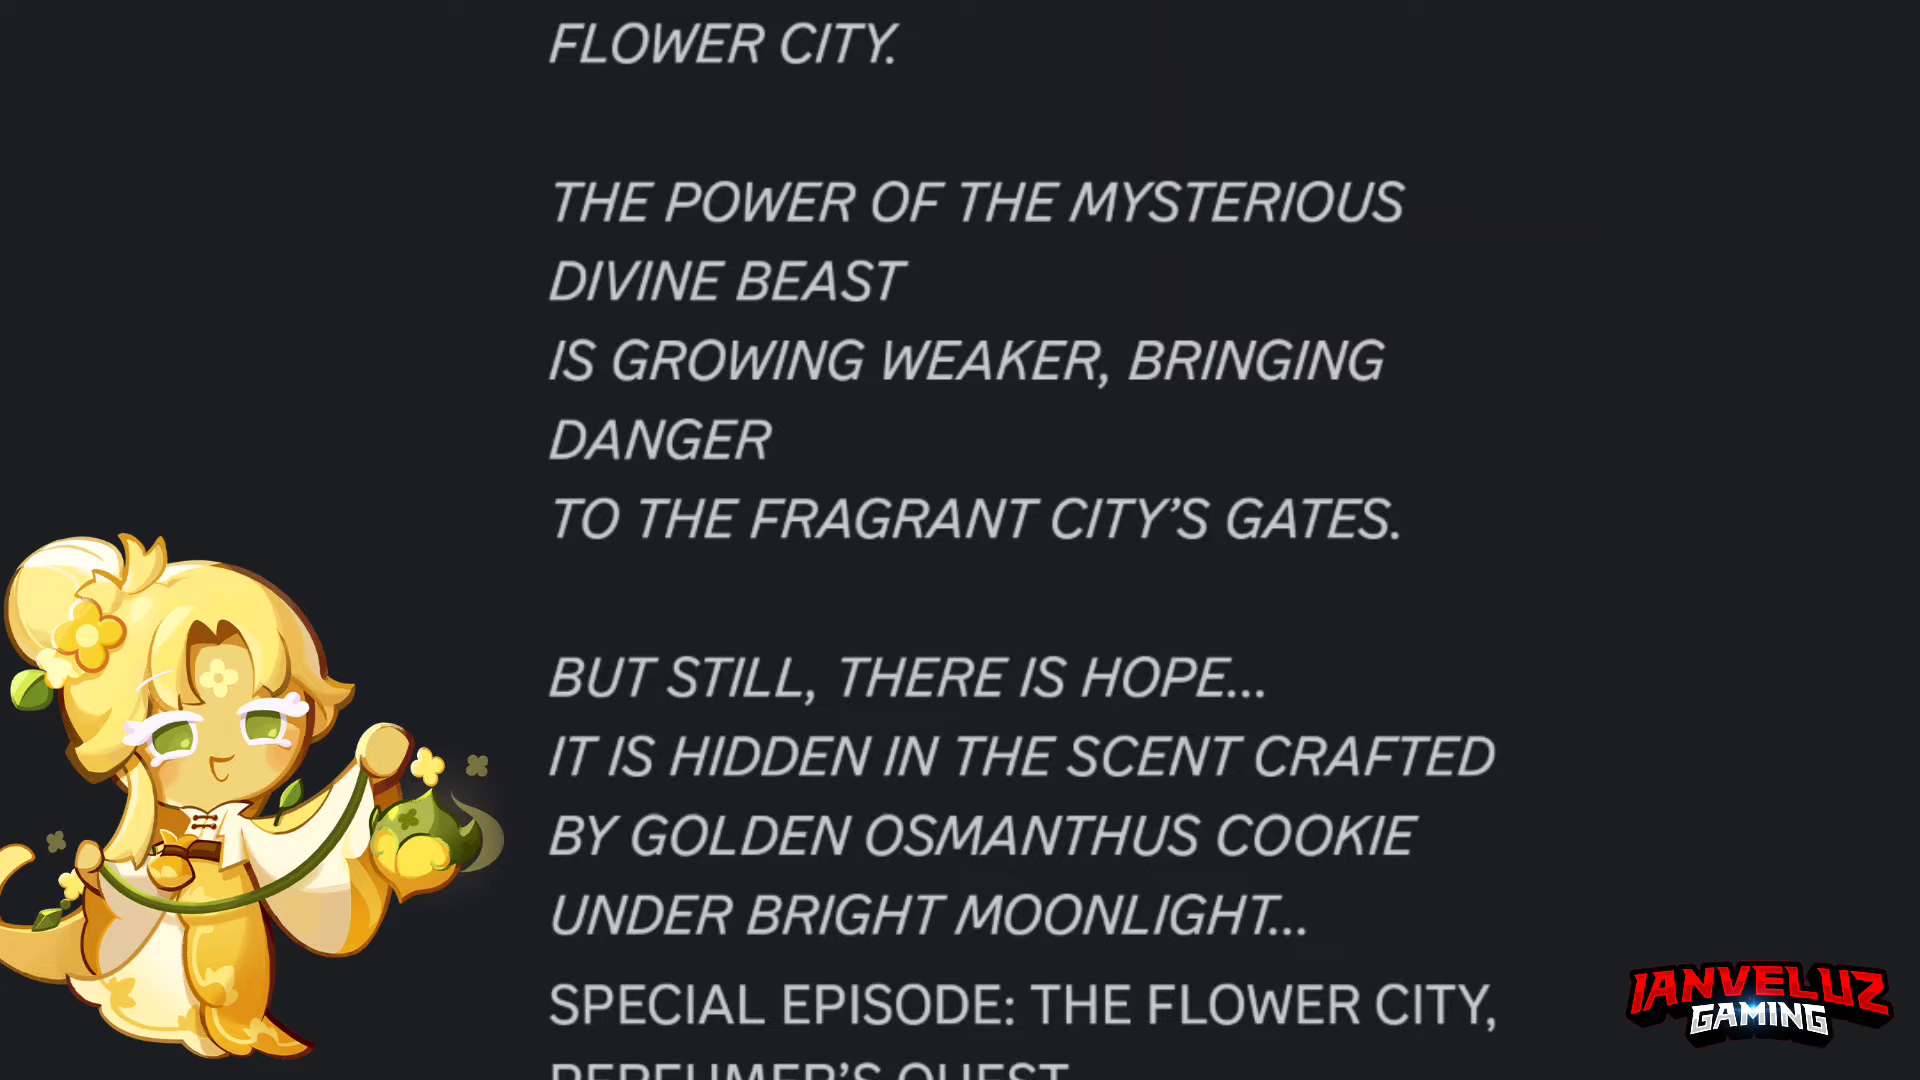 FLOWER CITY.
THE POWER OF THE MYSTERIOUS
DIVINE BEAST
IS GROWING WEAKER, BRINGING
DANGER
TO THE FRAGRANT CITY’S GATES.
BUT STILL, THERE IS HOPE...
IT IS HIDDEN IN THE SCENT CRAFTED
BY GOLDEN OSMANTHUS COOKIE
UNDER BRIGHT MOONLIGHT...
SPECIAL EPISODE: THE FLOWER CITY,
PERFUMER’S QUEST
IANVELUZ
GAMING